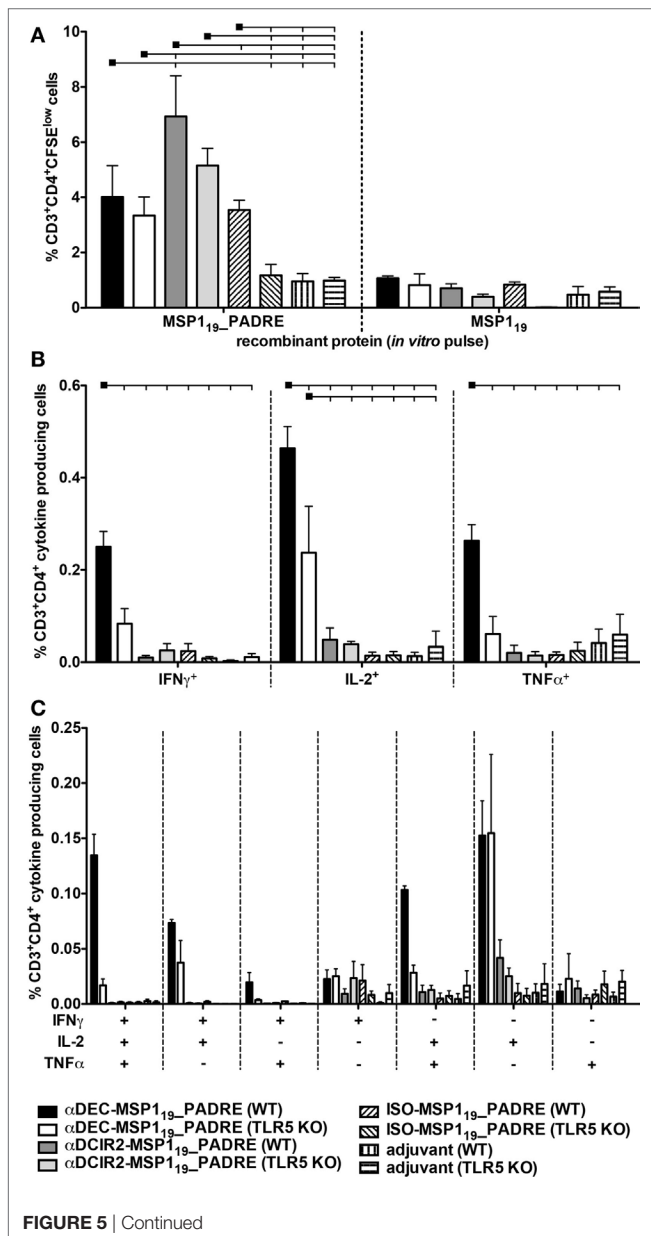 A
% CD3+CD4+CFSElow cells
10
8
6
4
2
0
MSP119_PADRE
MSP119
recombinant protein (in vitro pulse)
B
% CD3+CD4+ cytokine producing cells
0.6
0.4
0.2
0.0
IFNγ+
IL-2+
TNFα+
C
% CD3+CD4+ cytokine producing cells
0.25
0.20
0.15
0.10
0.05
0.00
IFNγ + + + + - - -
IL-2 + + - - + + -
TNFα + - + - + - +
αDEC-MSP119_PADRE (WT)
αDEC-MSP119_PADRE (TLR5 KO)
αDCIR2-MSP119_PADRE (WT)
αDCIR2-MSP119_PADRE (TLR5 KO)
ISO-MSP119_PADRE (WT)
ISO-MSP119_PADRE (TLR5 KO)
adjuvant (WT)
adjuvant (TLR5 KO)
FIGURE 5 | Continued